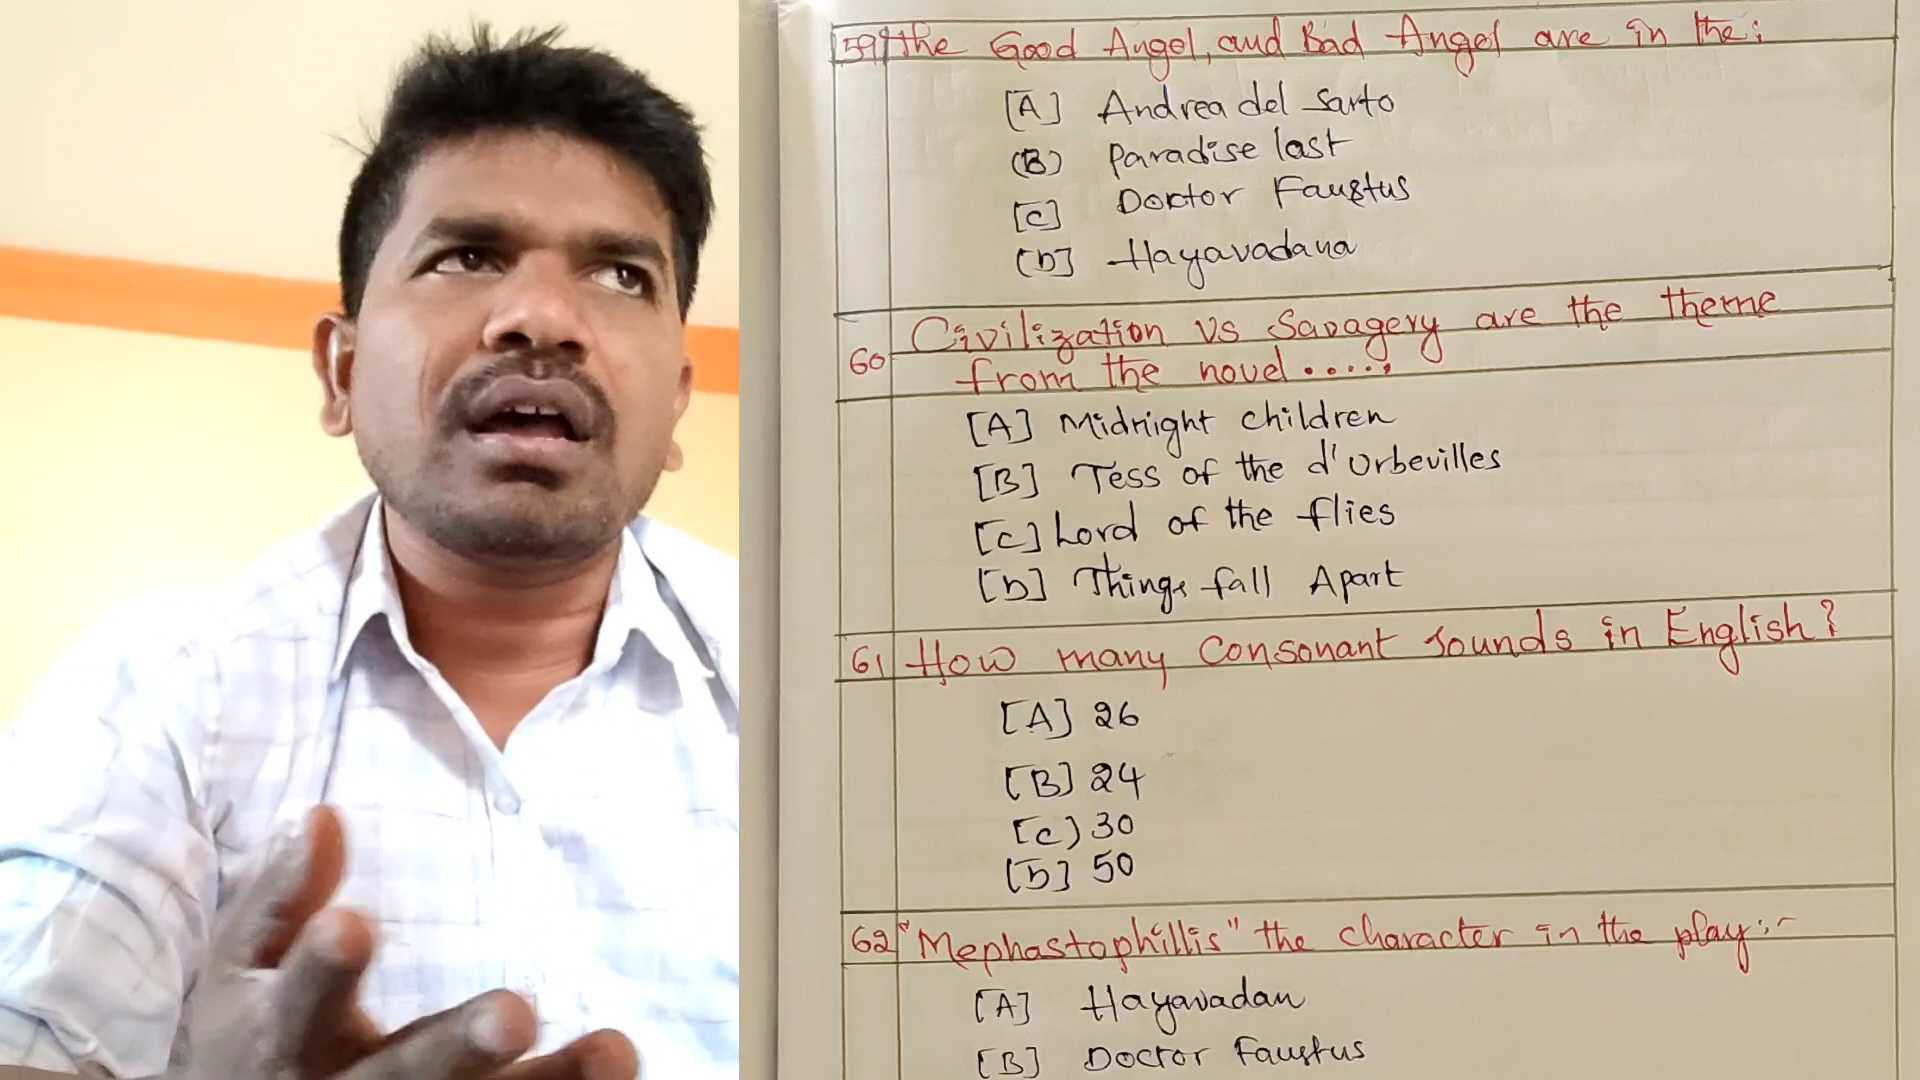 59 The Good Angel, and Bad Angel are in the:
[A] Andrea del Sarto
(B) Paradise last
[C] Doctor Faustus
[D] Hayavadana
60 Civilization Vs Savagery are the theme
from the novel.....;
[A] Midnight children
[B] Tess of the d'Urbevilles
[C] Lord of the flies
[D] Things fall Apart
61 How many Consonant Sounds in English?
[A] 26
[B] 24
[C) 30
[D] 50
62 "Mephastophillis" the character in the play:-
[A] Hayavadan
[B] Doctor Faustus